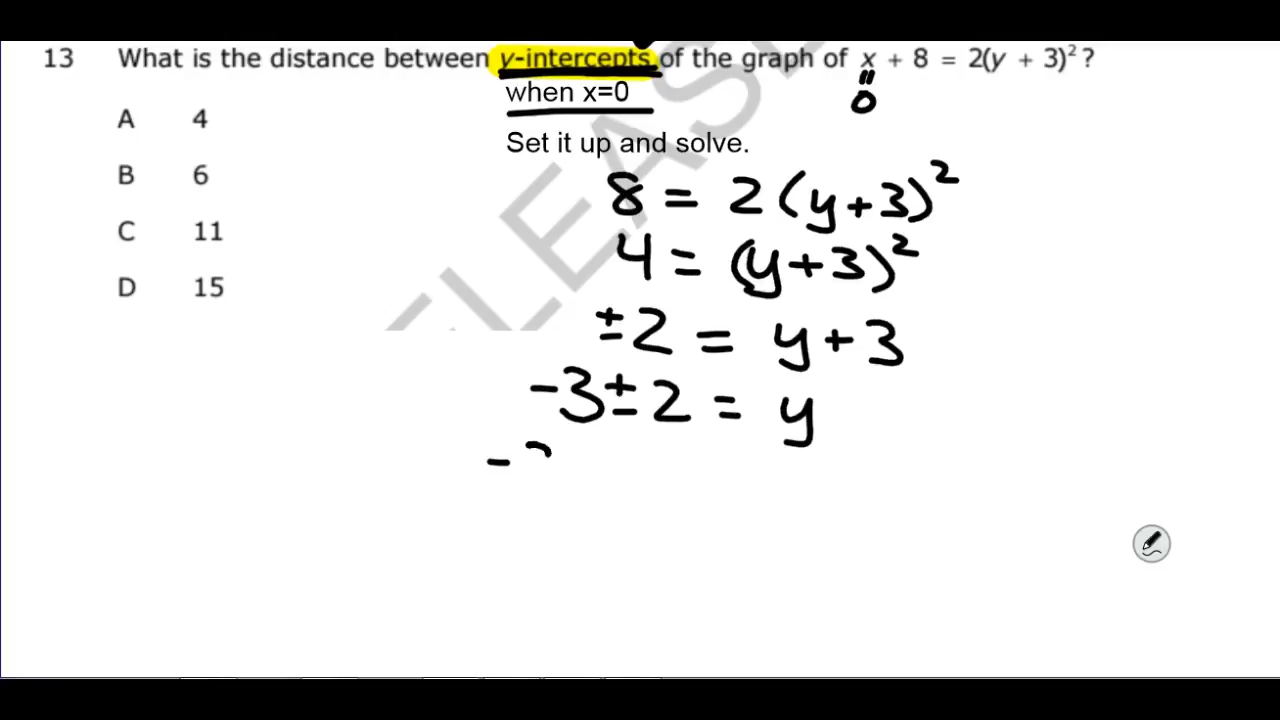 13 What is the distance between y-intercepts of the graph of x + 8 = 2(y + 3)²?
when x=0
"
0
A 4
Set it up and solve.
B 6
8 = 2(y+3)²
C 11
4 = (y+3)²
D 15
±2 = y+3
-3±2 = y
-